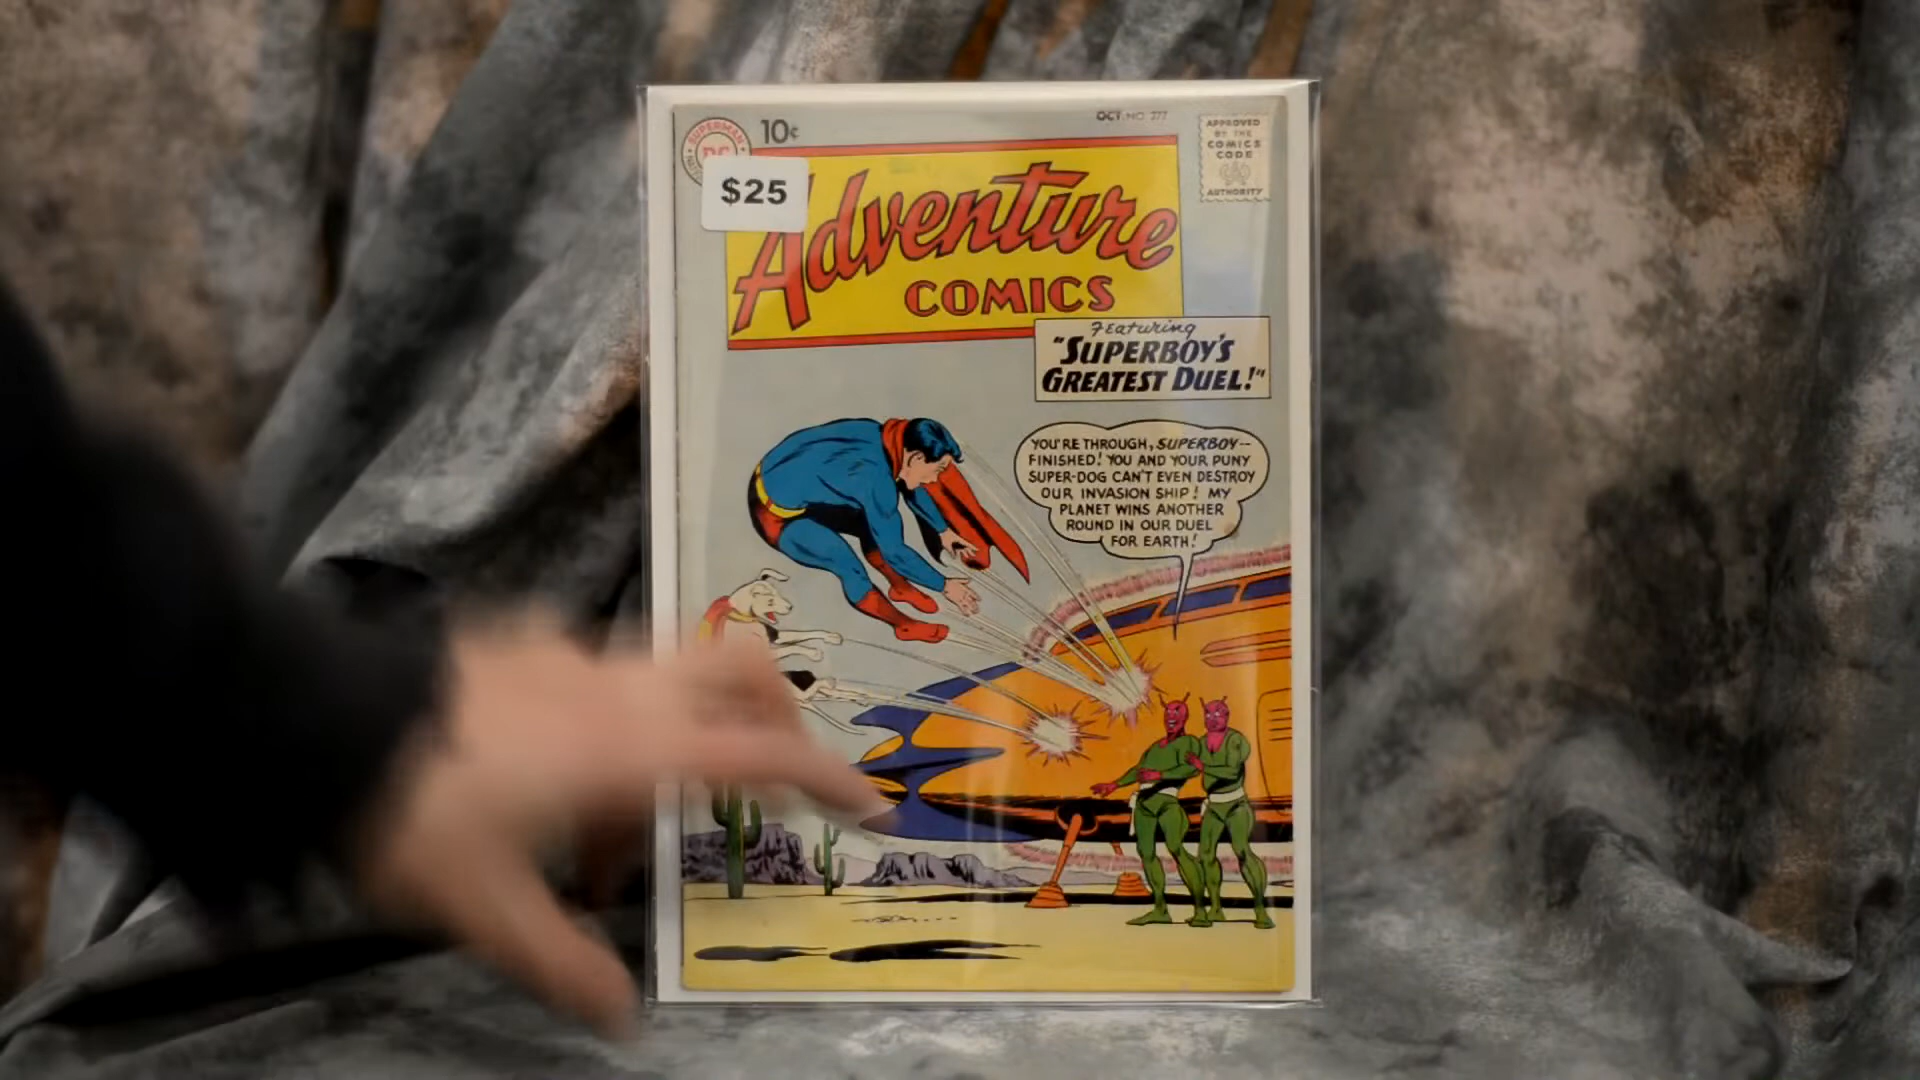 SUPERMAN
DC
10¢
OCT. NO. 277
APPROVED
BY THE
COMICS
CODE
AUTHORITY
$25
Adventure
COMICS
Featuring
"SUPERBOY'S
GREATEST DUEL!"
YOU'RE THROUGH, SUPERBOY—
FINISHED! YOU AND YOUR PUNY
SUPER-DOG CAN'T EVEN DESTROY
OUR INVASION SHIP! MY
PLANET WINS ANOTHER
ROUND IN OUR DUEL
FOR EARTH!